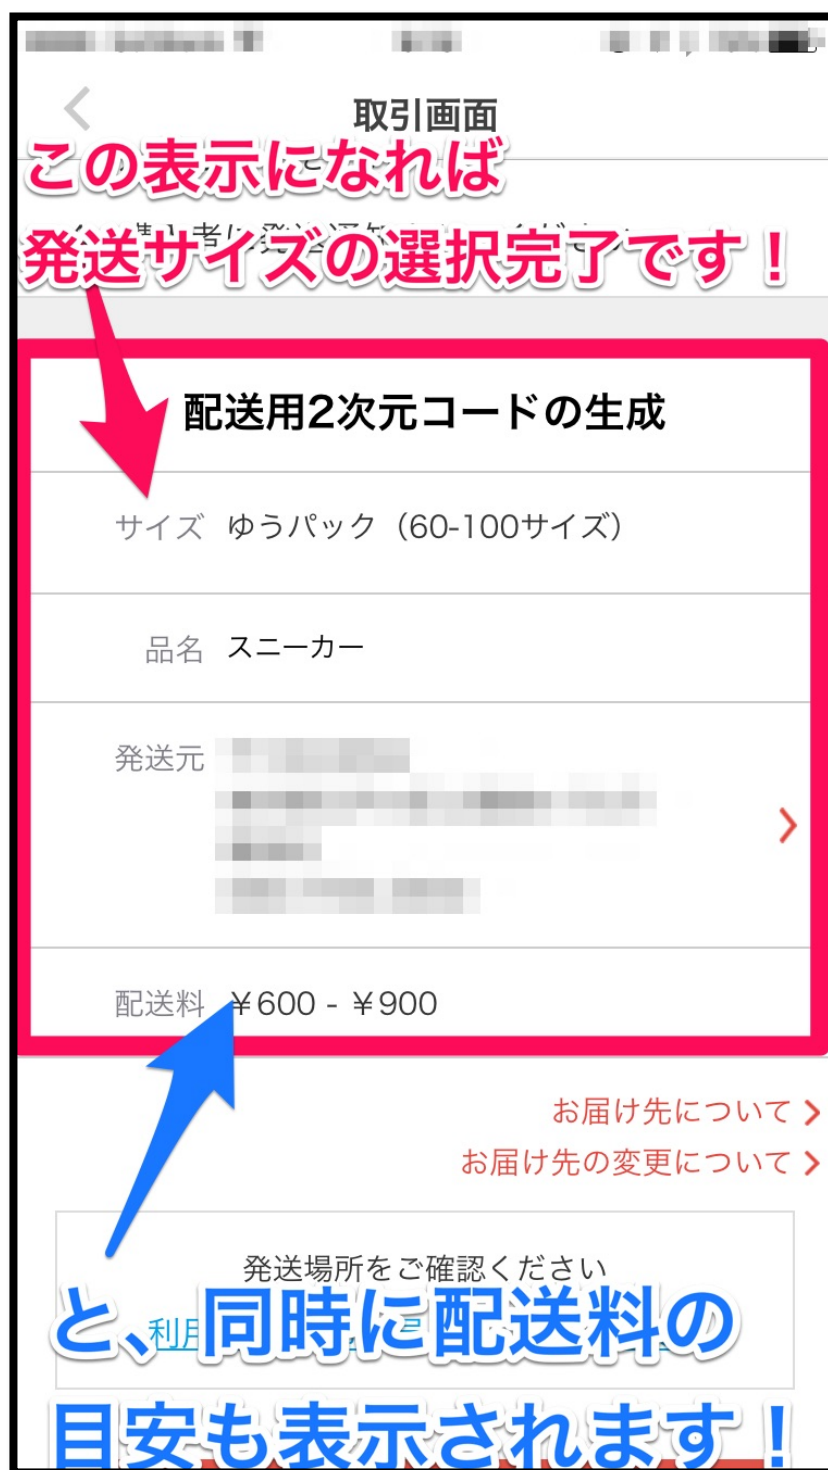 取引画面
この表示になれば
発送サイズの選択完了です！
配送用2次元コードの生成
サイズ ゆうパック（60-100サイズ）
品名 スニーカー
発送元
配送料 ¥600 - ¥900
お届け先について
お届け先の変更について
発送場所をご確認ください
と、同時に配送料の
目安も表示されます！